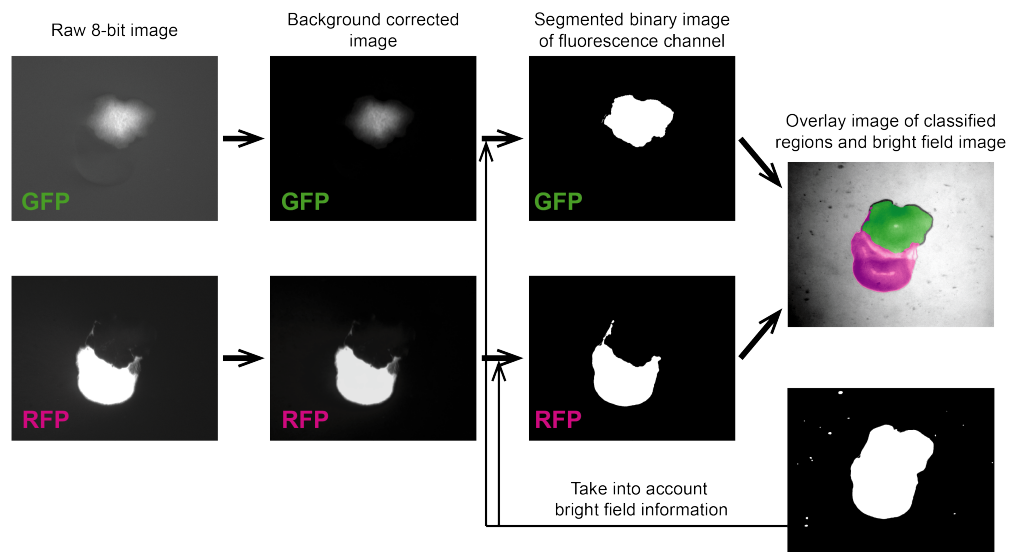 Raw 8-bit image
Background corrected
image
Segmented binary image
of fluorescence channel
Overlay image of classified
regions and bright field image
GFP
GFP
GFP
RFP
RFP
RFP
Take into account
bright field information